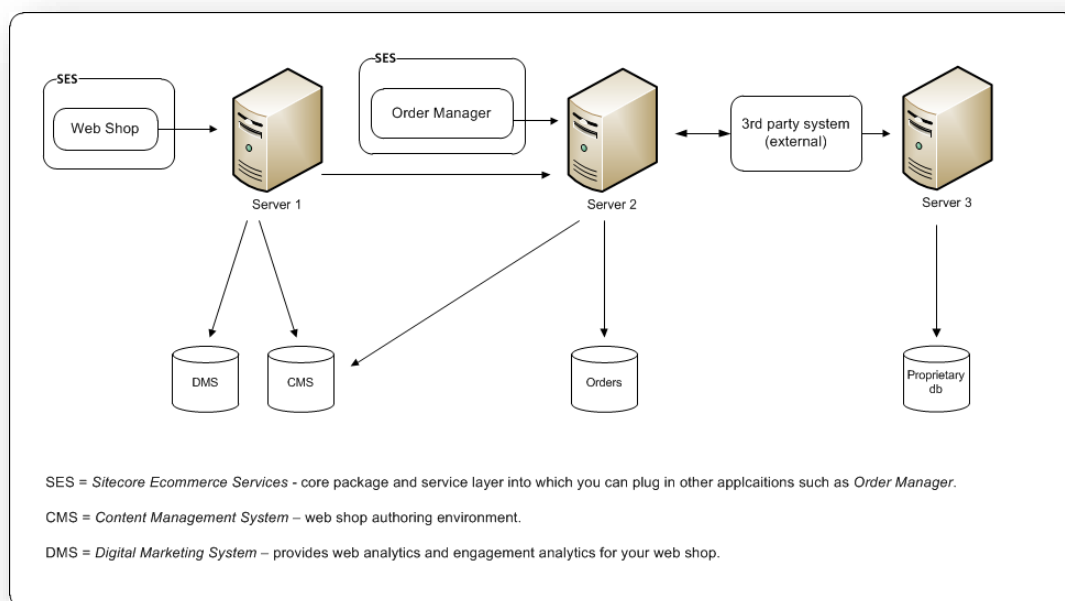 SES
SES
Web Shop
Order Manager
3rd party system
(external)
Server 1
Server 2
Server 3
DMS
CMS
Orders
Proprietary
db
SES = Sitecore Ecommerce Services - core package and service layer into which you can plug in other applcaitions such as Order Manager.
CMS = Content Management System – web shop authoring environment.
DMS = Digital Marketing System – provides web analytics and engagement analytics for your web shop.